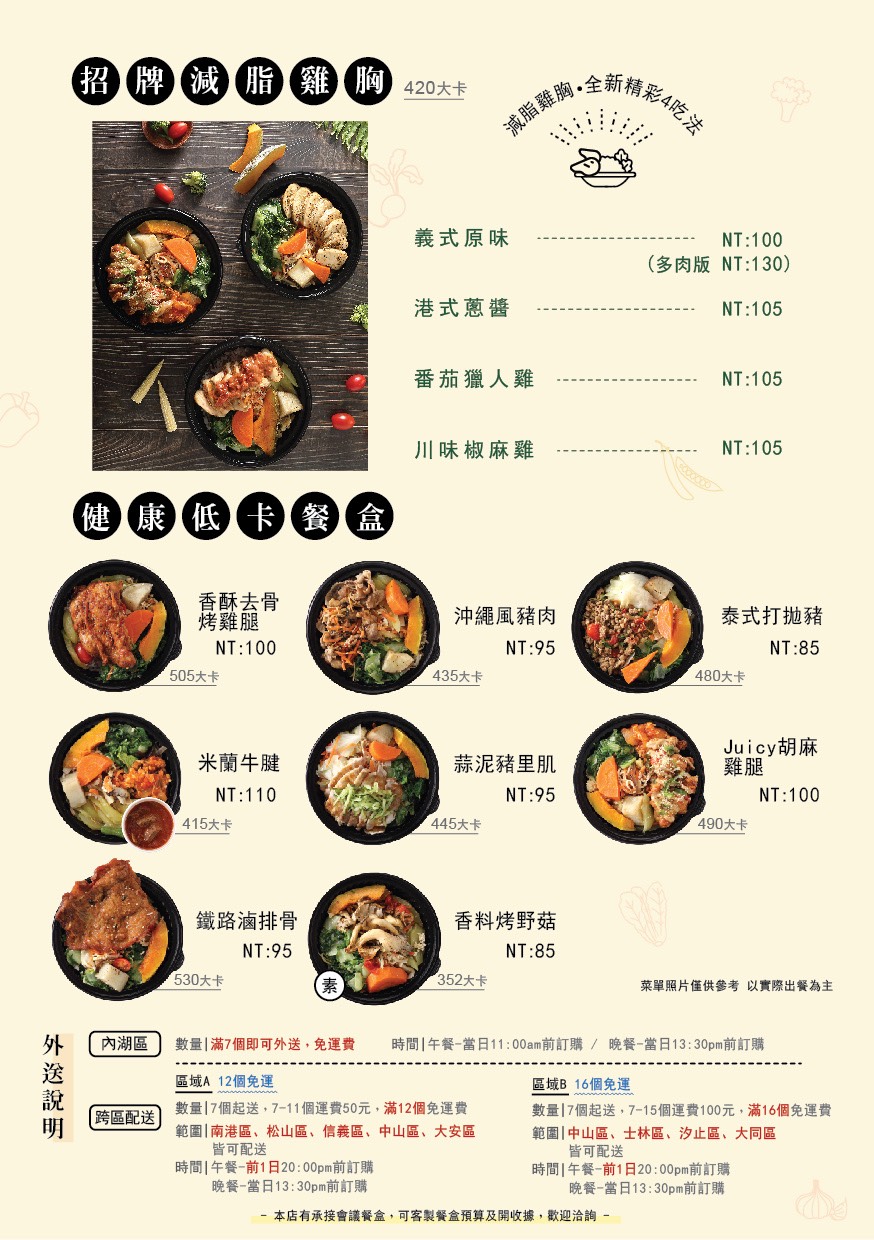 招牌減脂雞胸 420大卡
減脂雞胸•全新精彩4吃法
義式原味 NT:100
(多肉版 NT:130)
港式蔥醬 NT:105
番茄獵人雞 NT:105
川味椒麻雞 NT:105
健康低卡餐盒
香酥去骨
烤雞腿
NT:100
505大卡
沖繩風豬肉
NT:95
435大卡
泰式打拋豬
NT:85
480大卡
米蘭牛腱
NT:110
415大卡
蒜泥豬里肌
NT:95
445大卡
Juicy胡麻
雞腿
NT:100
490大卡
鐵路滷排骨
NT:95
530大卡
香料烤野菇
NT:85
素
352大卡
菜單照片僅供參考 以實際出餐為主
外送說明
內湖區 數量|滿7個即可外送，免運費 時間|午餐-當日11:00am前訂購 / 晚餐-當日13:30pm前訂購
跨區配送
區域A 12個免運
數量|7個起送，7-11個運費50元，滿12個免運費
範圍|南港區、松山區、信義區、中山區、大安區
皆可配送
時間|午餐-前1日20:00pm前訂購
晚餐-當日13:30pm前訂購
區域B 16個免運
數量|7個起送，7-15個運費100元，滿16個免運費
範圍|中山區、士林區、汐止區、大同區
皆可配送
時間|午餐-前1日20:00pm前訂購
晚餐-當日13:30pm前訂購
- 本店有承接會議餐盒，可客製餐盒預算及開收據，歡迎洽詢 -